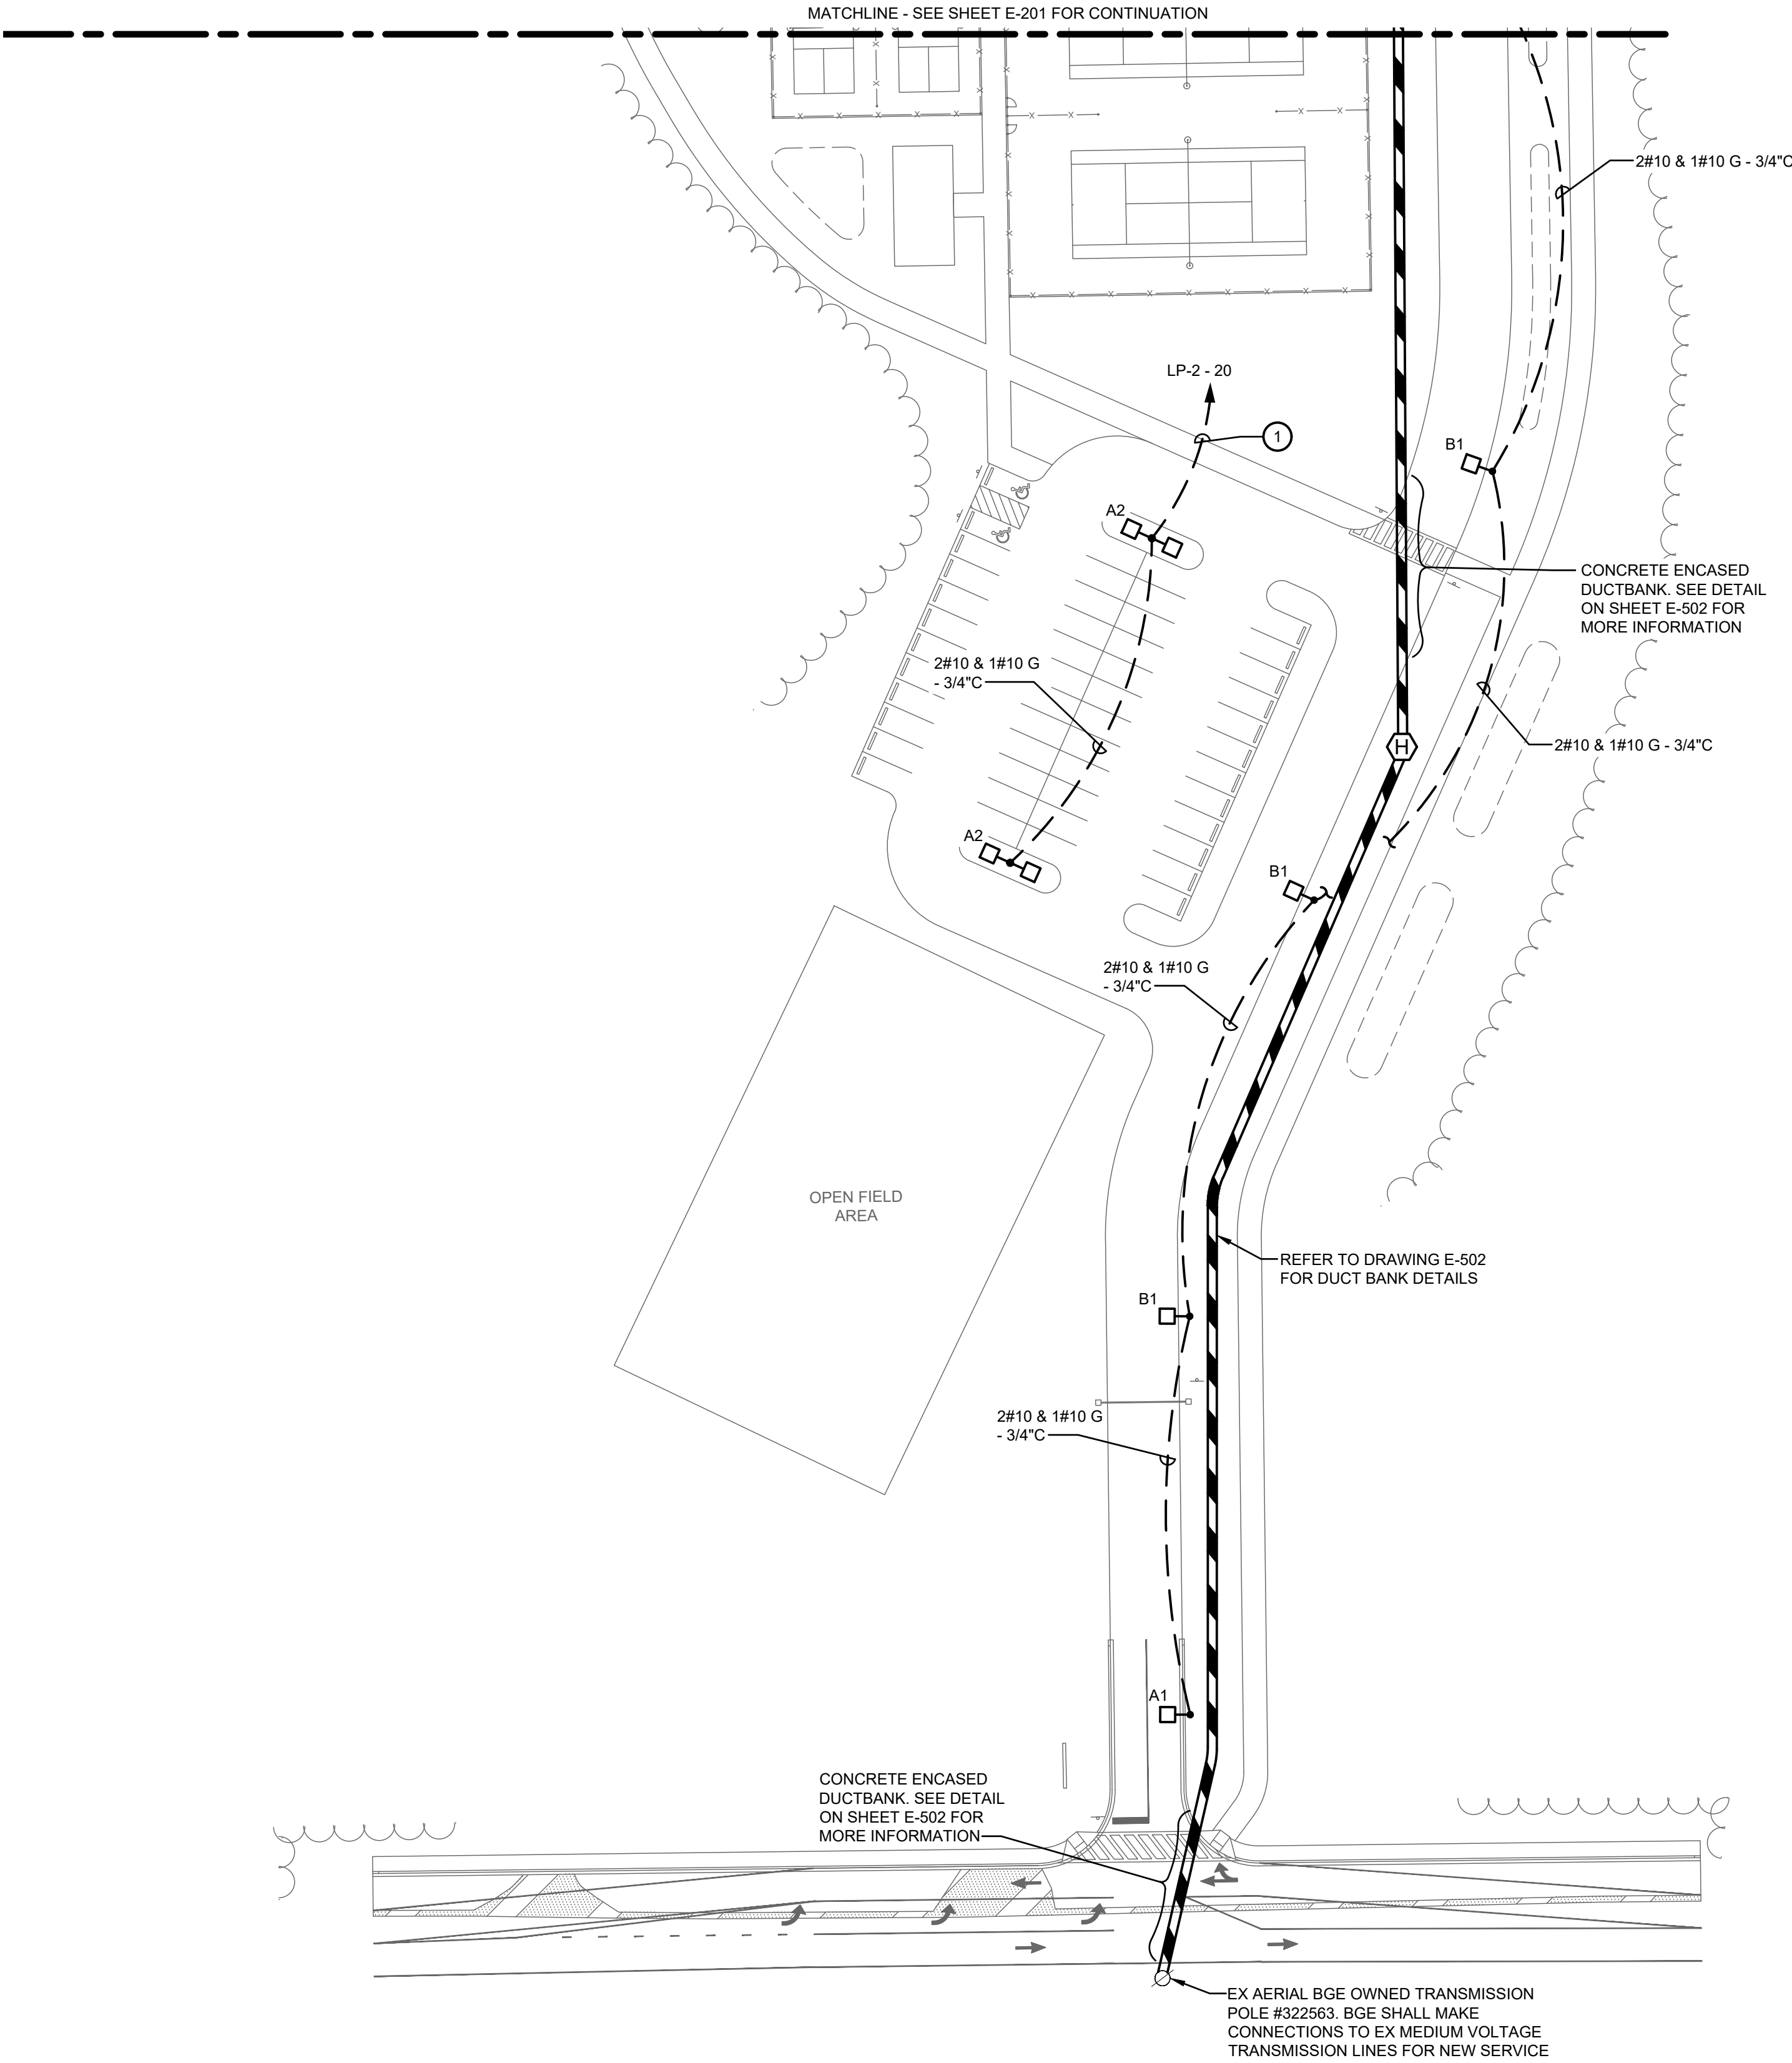 MATCHLINE - SEE SHEET E-201 FOR CONTINUATION
2#10 & 1#10 G - 3/4"C
LP-2 - 20
1
B1
A2
CONCRETE ENCASED
DUCTBANK. SEE DETAIL
ON SHEET E-502 FOR
MORE INFORMATION
2#10 & 1#10 G
- 3/4"C
2#10 & 1#10 G - 3/4"C
H
A2
B1
2#10 & 1#10 G
- 3/4"C
OPEN FIELD
AREA
REFER TO DRAWING E-502
FOR DUCT BANK DETAILS
B1
2#10 & 1#10 G
- 3/4"C
A1
CONCRETE ENCASED
DUCTBANK. SEE DETAIL
ON SHEET E-502 FOR
MORE INFORMATION
EX AERIAL BGE OWNED TRANSMISSION
POLE #322563. BGE SHALL MAKE
CONNECTIONS TO EX MEDIUM VOLTAGE
TRANSMISSION LINES FOR NEW SERVICE